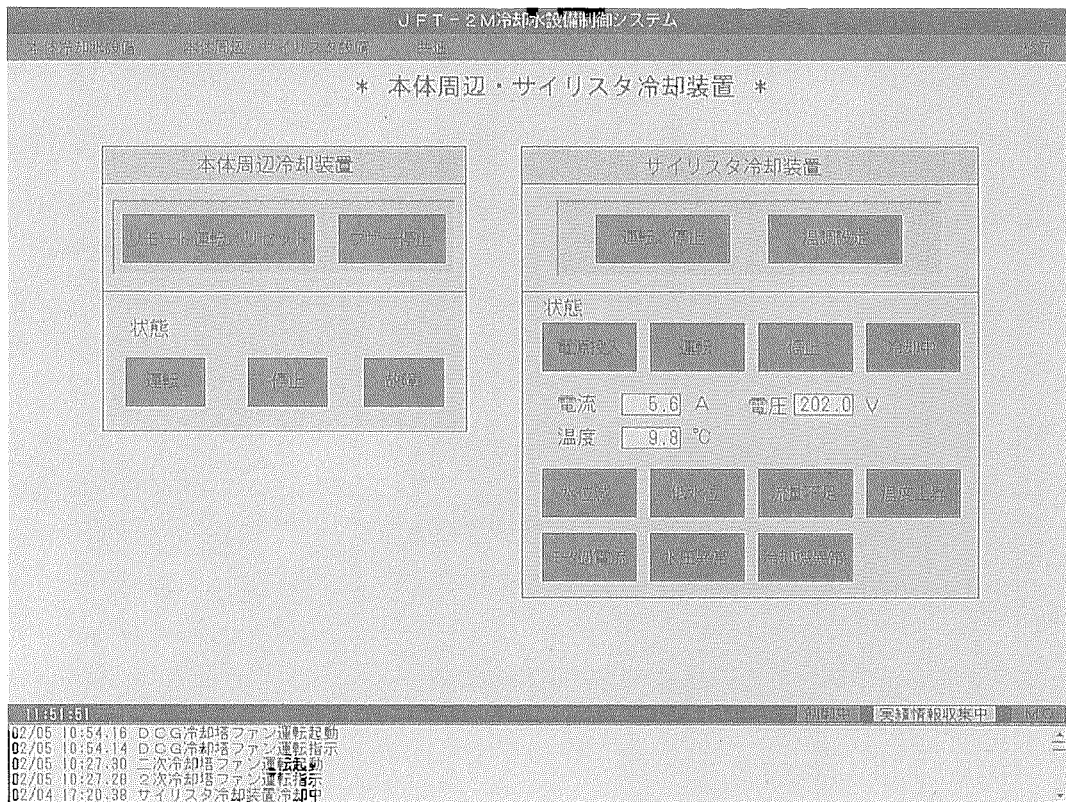 JFT-2M冷却水設備制御システム
本体冷却水設備 本体周辺・サイリスタ設備 共通 終了
* 本体周辺・サイリスタ冷却装置 *
本体周辺冷却装置
リモート運転/リセット ブザー停止
状態
運転 停止 故障
サイリスタ冷却装置
運転/停止 温調設定
状態
電源投入 運転 停止 冷却中
電流 5.6 A 電圧 202.0 V
温度 9.8 ℃
低水位 流量不足 温度上昇
冷却塔異常
11:51:51 実績情報収集中
02/05 10:54.16 DCG冷却塔ファン運転起動
02/05 10:54.14 DCG冷却塔ファン運転指示
02/05 10:27.30 二次冷却塔ファン運転起動
02/05 10:27.28 2次冷却塔ファン運転指示
02/04 17:20.38 サイリスタ冷却装置冷却中